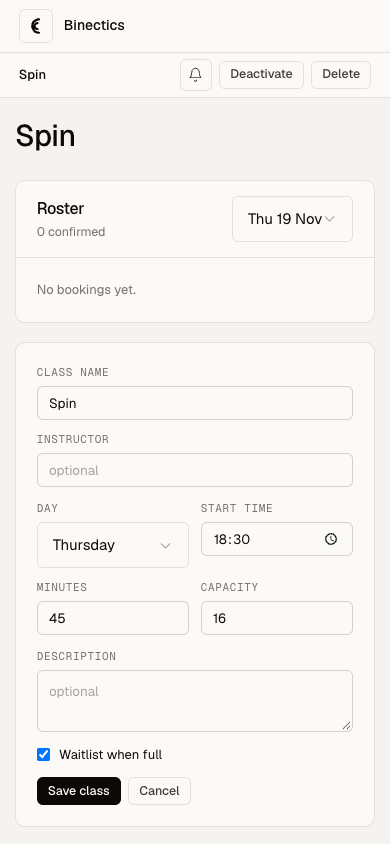 Binectics
Spin
Deactivate
Delete
Spin
Roster
0 confirmed
Thu 19 Nov
No bookings yet.
CLASS NAME
Spin
INSTRUCTOR
optional
DAY
START TIME
Thursday
18:30
MINUTES
CAPACITY
45
16
DESCRIPTION
optional
Waitlist when full
Save class
Cancel